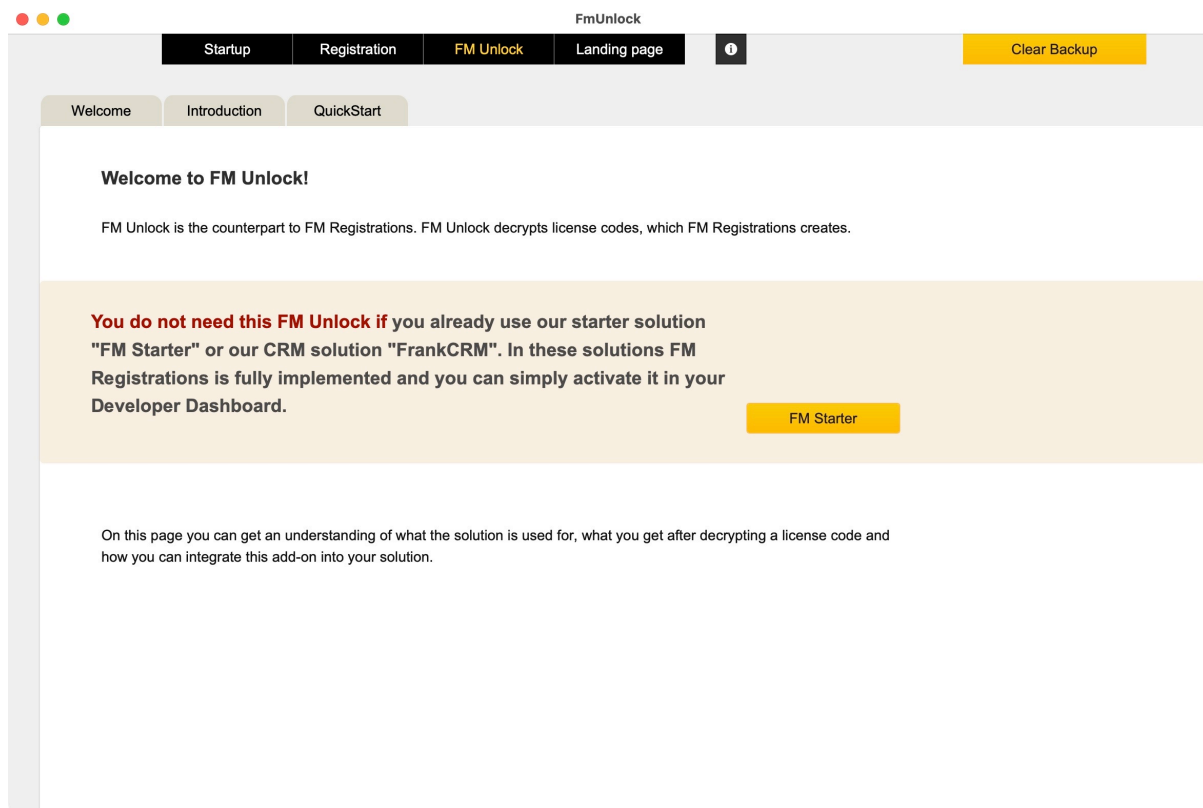 FmUnlock
Startup Registration FM Unlock Landing page Clear Backup
Welcome Introduction QuickStart
Welcome to FM Unlock!
FM Unlock is the counterpart to FM Registrations. FM Unlock decrypts license codes, which FM Registrations creates.
You do not need this FM Unlock if you already use our starter solution
"FM Starter" or our CRM solution "FrankCRM". In these solutions FM
Registrations is fully implemented and you can simply activate it in your
Developer Dashboard.
FM Starter
On this page you can get an understanding of what the solution is used for, what you get after decrypting a license code and
how you can integrate this add-on into your solution.